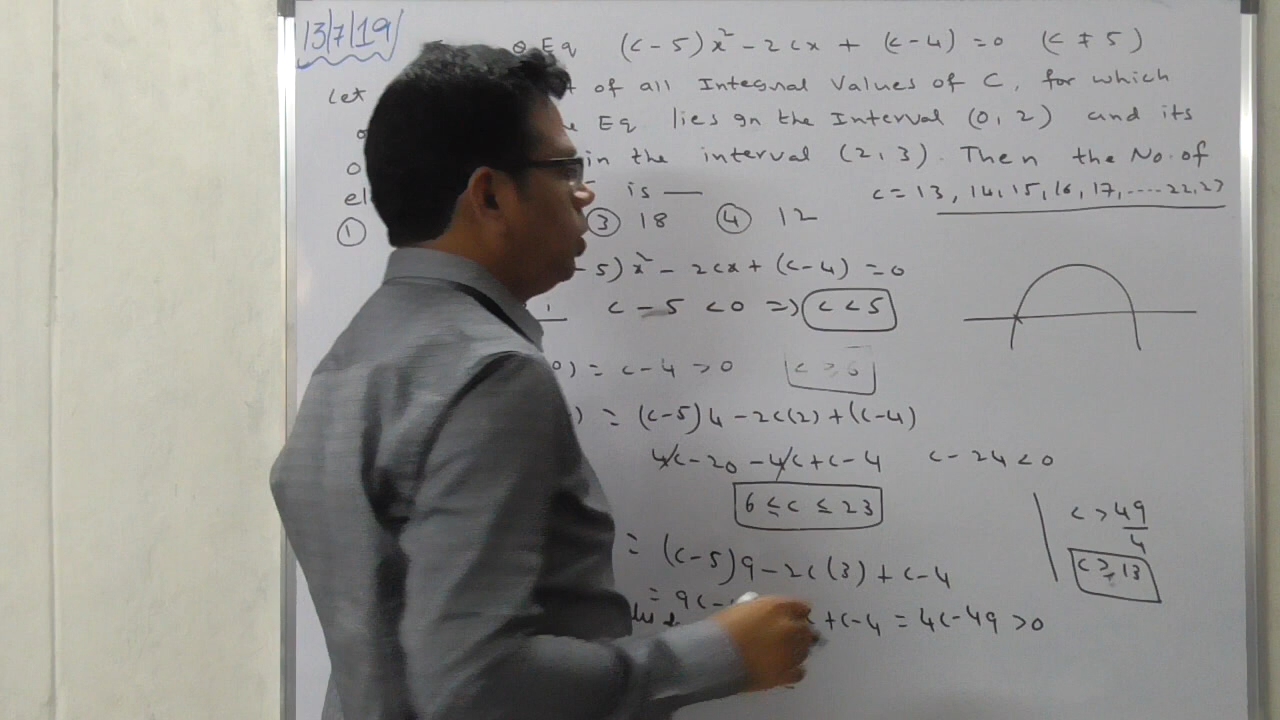 13/7/19
Eq (c-5)x² - 2cx + (c-4) = 0 (c ≠ 5)
Let of all Integral Values of C, for which
Eq lies in the Interval (0, 2) and its
in the interval (2, 3). Then the No. of
el is —
c = 13, 14, 15, 16, 17, ..... 22, 23
① ③ 18 ④ 12
5)x² - 2cx + (c-4) = 0
c - 5 < 0 => c < 5
) = c - 4 > 0 c ≥ 6
) = (c-5)4 - 2c(2) + (c-4)
4c - 20 - 4c + c - 4 c - 24 < 0
6 ≤ c ≤ 23
= (c-5)9 - 2c(3) + c-4
= 9c - + c - 4 = 4c - 49 > 0
c > 49/4
c ≥ 13